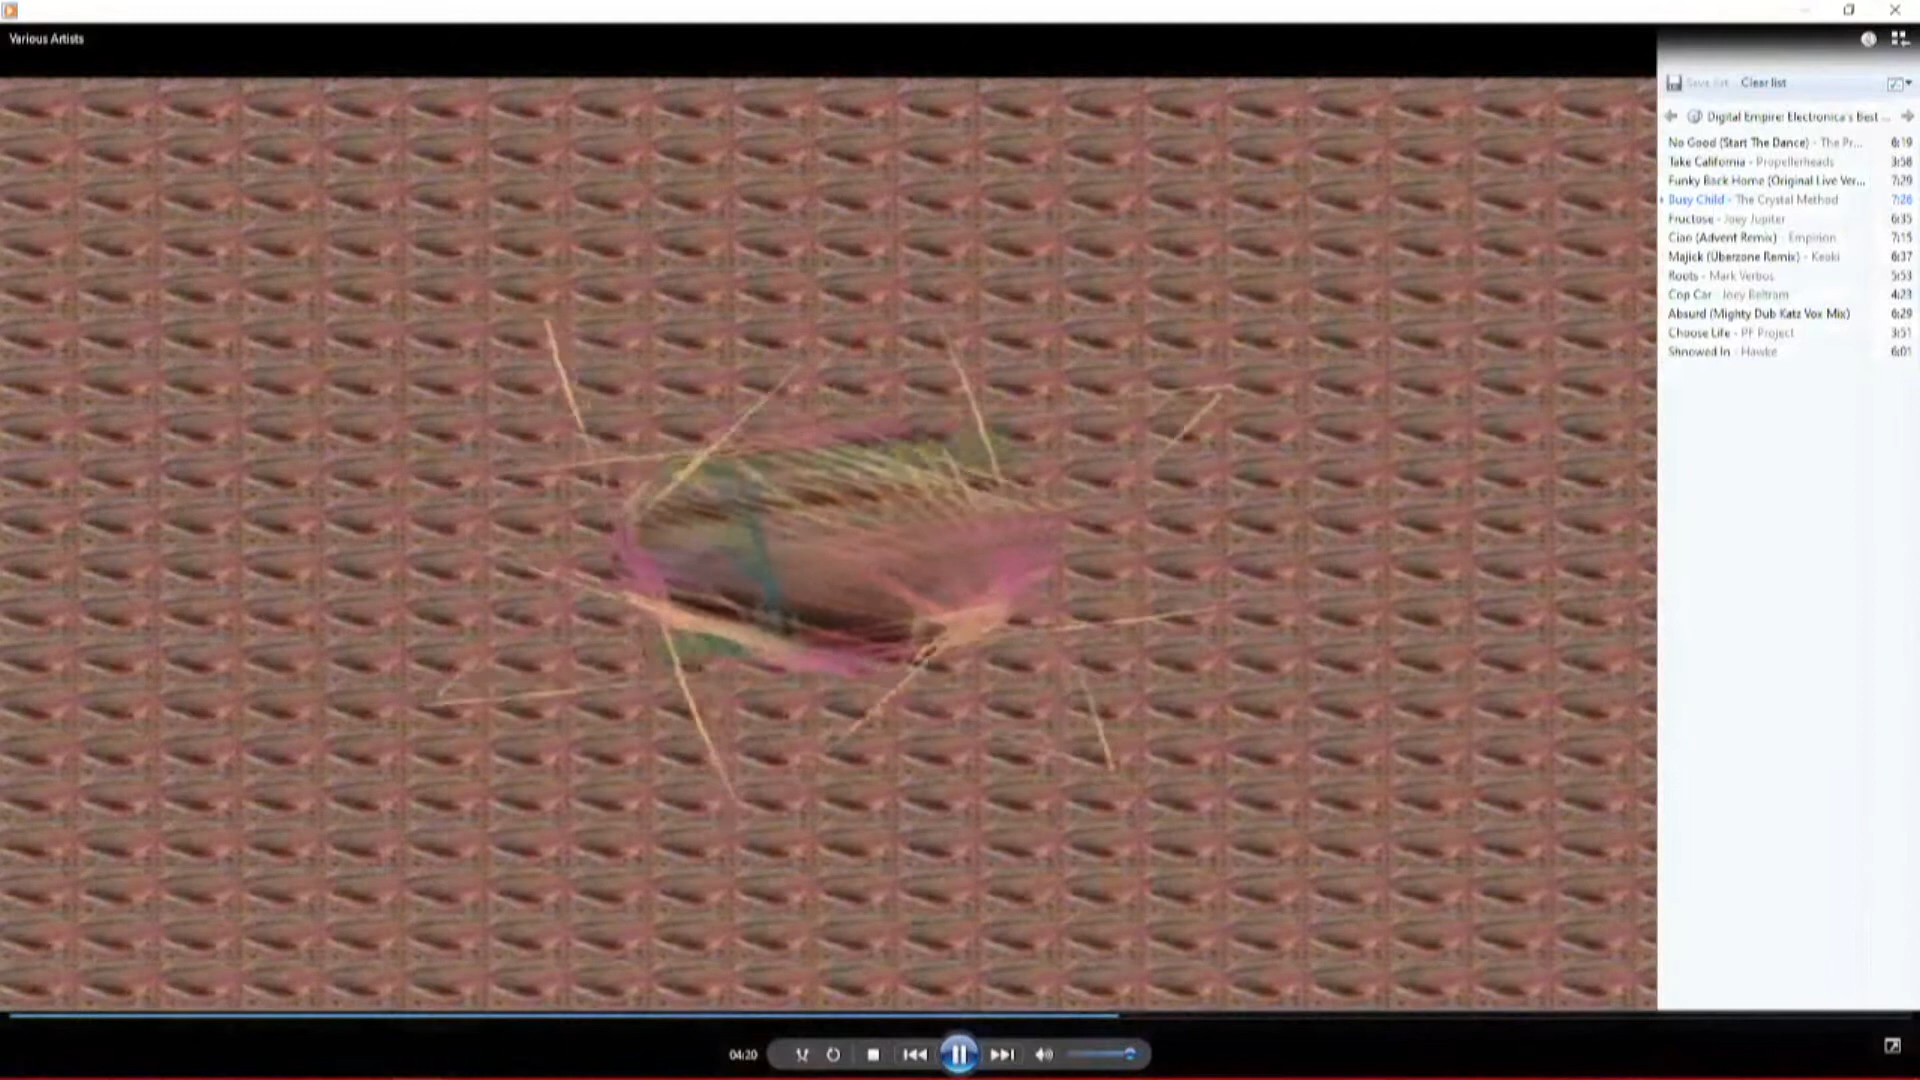 Various Artists
Save list Clear list
Digital Empire: Electronica's Best ...
No Good (Start The Dance) - The Pr... 6:19
Take California - Propellerheads 3:58
Funky Back Home (Original Live Ver... 7:29
Busy Child - The Crystal Method 7:26
Fructose - Joey Jupiter 6:35
Ciao (Advent Remix) - Empirion 7:15
Majick (Überzone Remix) - Keoki 6:37
Roots - Mark Verbos 5:53
Cop Car - Joey Beltram 4:23
Absurd (Mighty Dub Katz Vox Mix) 6:29
Choose Life - PF Project 3:51
Shnowed In - Hawke 6:01
04:20